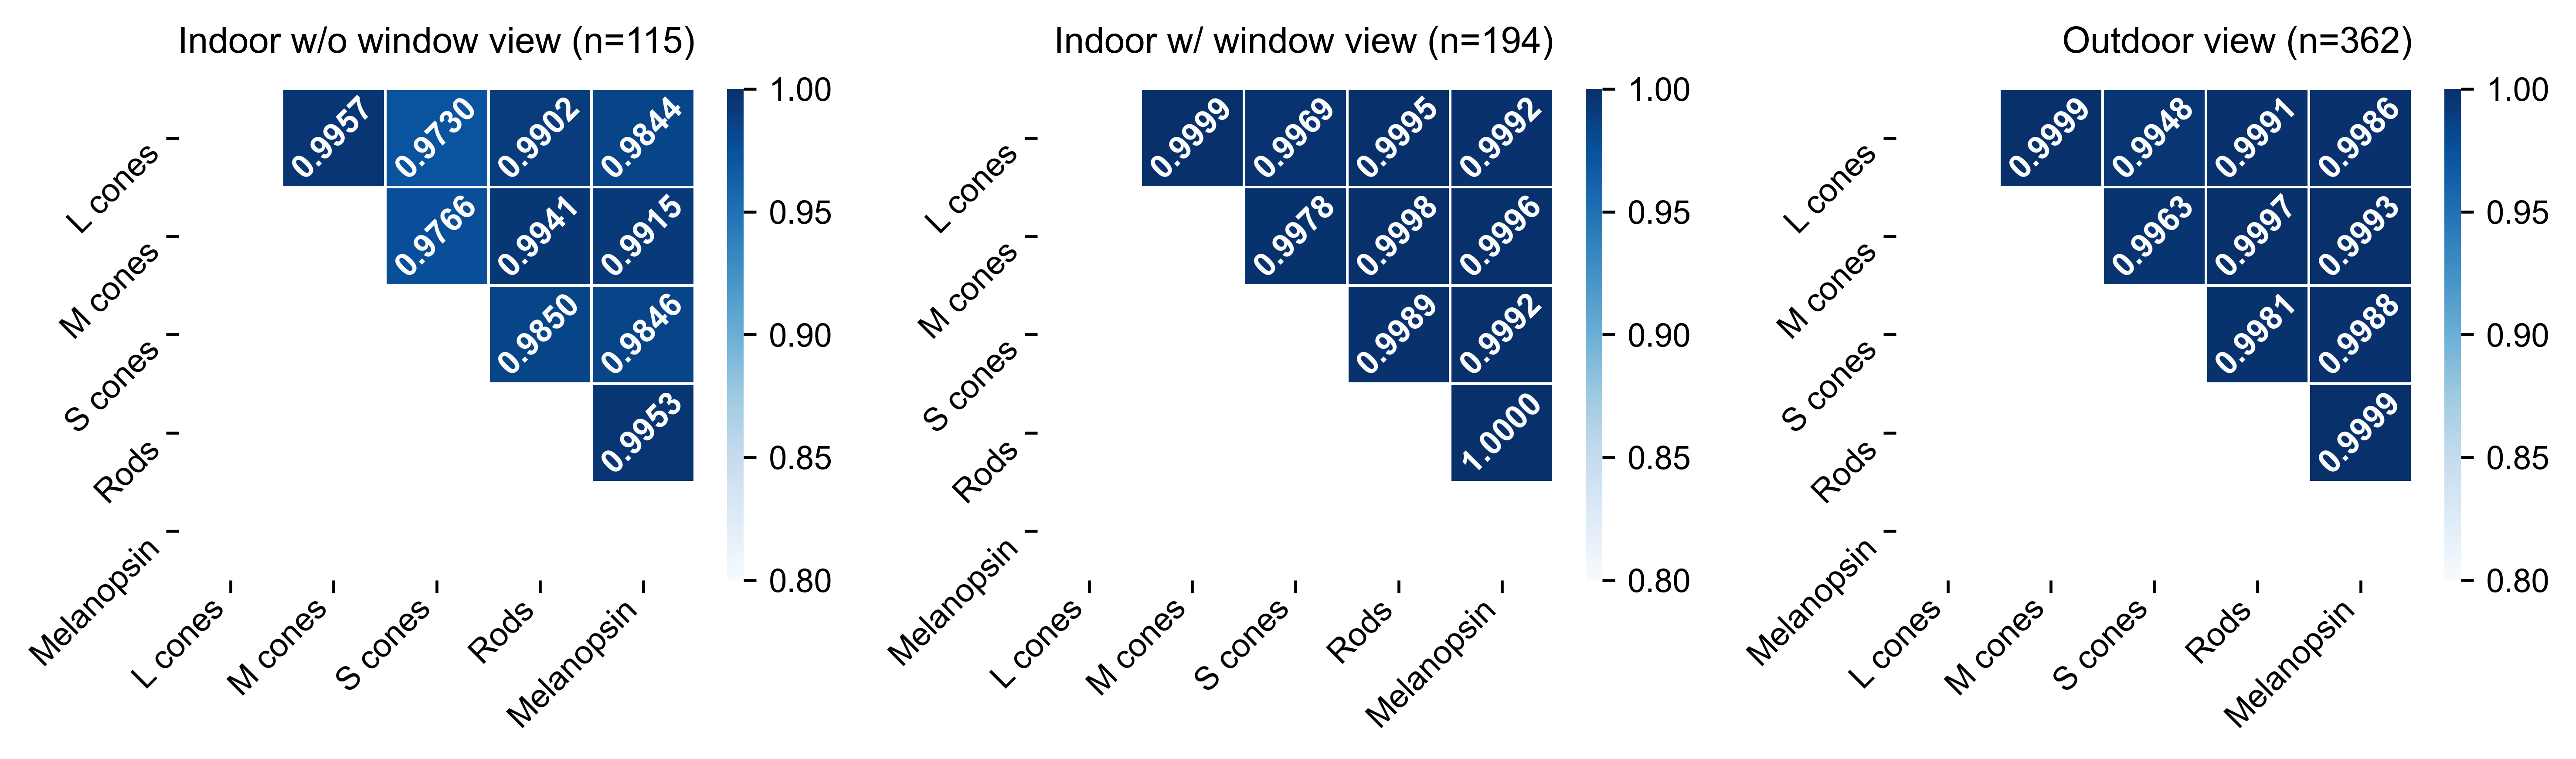 Indoor w/o window view (n=115)
0.9957 0.9730 0.9902 0.9844
0.9766 0.9941 0.9915
0.9850 0.9846
0.9953
L cones
M cones
S cones
Rods
Melanopsin
L cones
M cones
S cones
Rods
Melanopsin
1.00
0.95
0.90
0.85
0.80
Indoor w/ window view (n=194)
0.9999 0.9969 0.9995 0.9992
0.9978 0.9998 0.9996
0.9989 0.9992
1.0000
L cones
M cones
S cones
Rods
Melanopsin
L cones
M cones
S cones
Rods
Melanopsin
1.00
0.95
0.90
0.85
0.80
Outdoor view (n=362)
0.9999 0.9948 0.9991 0.9986
0.9963 0.9997 0.9993
0.9981 0.9988
0.9999
L cones
M cones
S cones
Rods
Melanopsin
L cones
M cones
S cones
Rods
Melanopsin
1.00
0.95
0.90
0.85
0.80